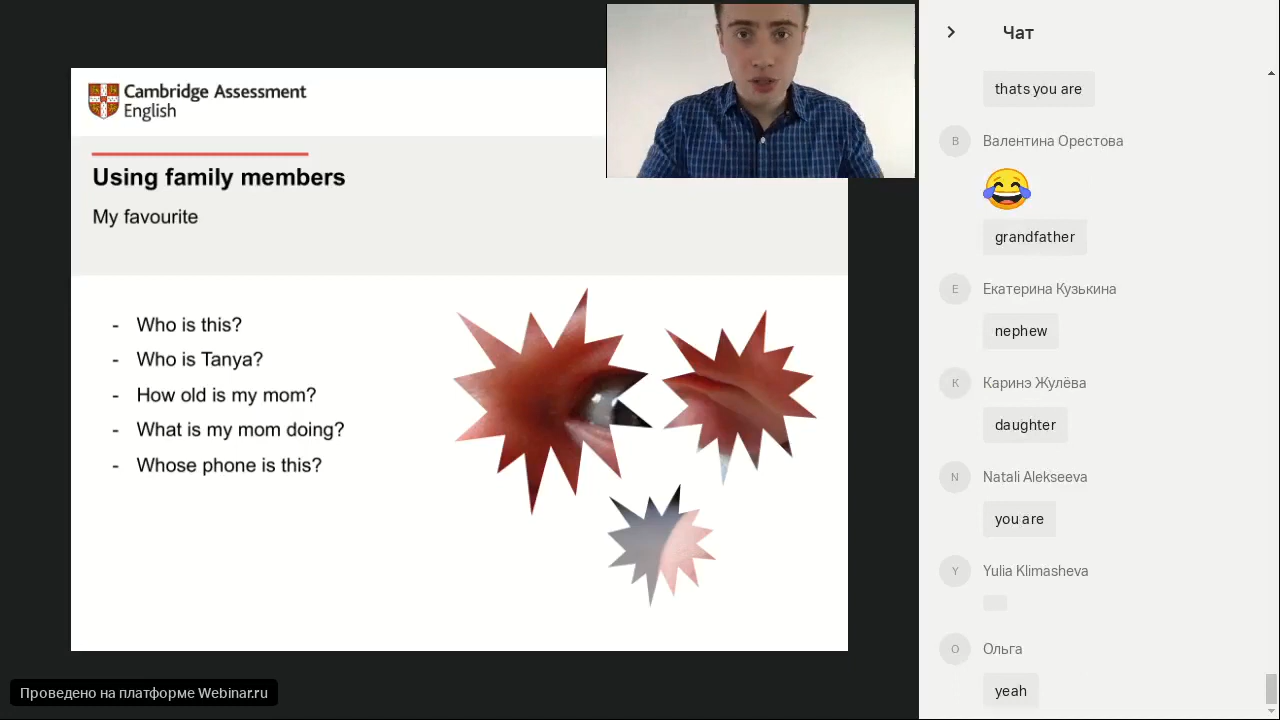 Cambridge Assessment
English
Using family members
My favourite
- Who is this?
- Who is Tanya?
- How old is my mom?
- What is my mom doing?
- Whose phone is this?
Проведено на платформе Webinar.ru
Чат
thats you are
В
Валентина Орестова
grandfather
Е
Екатерина Кузькина
nephew
К
Каринэ Жулёва
daughter
N
Natali Alekseeva
you are
Y
Yulia Klimasheva
О
Ольга
yeah